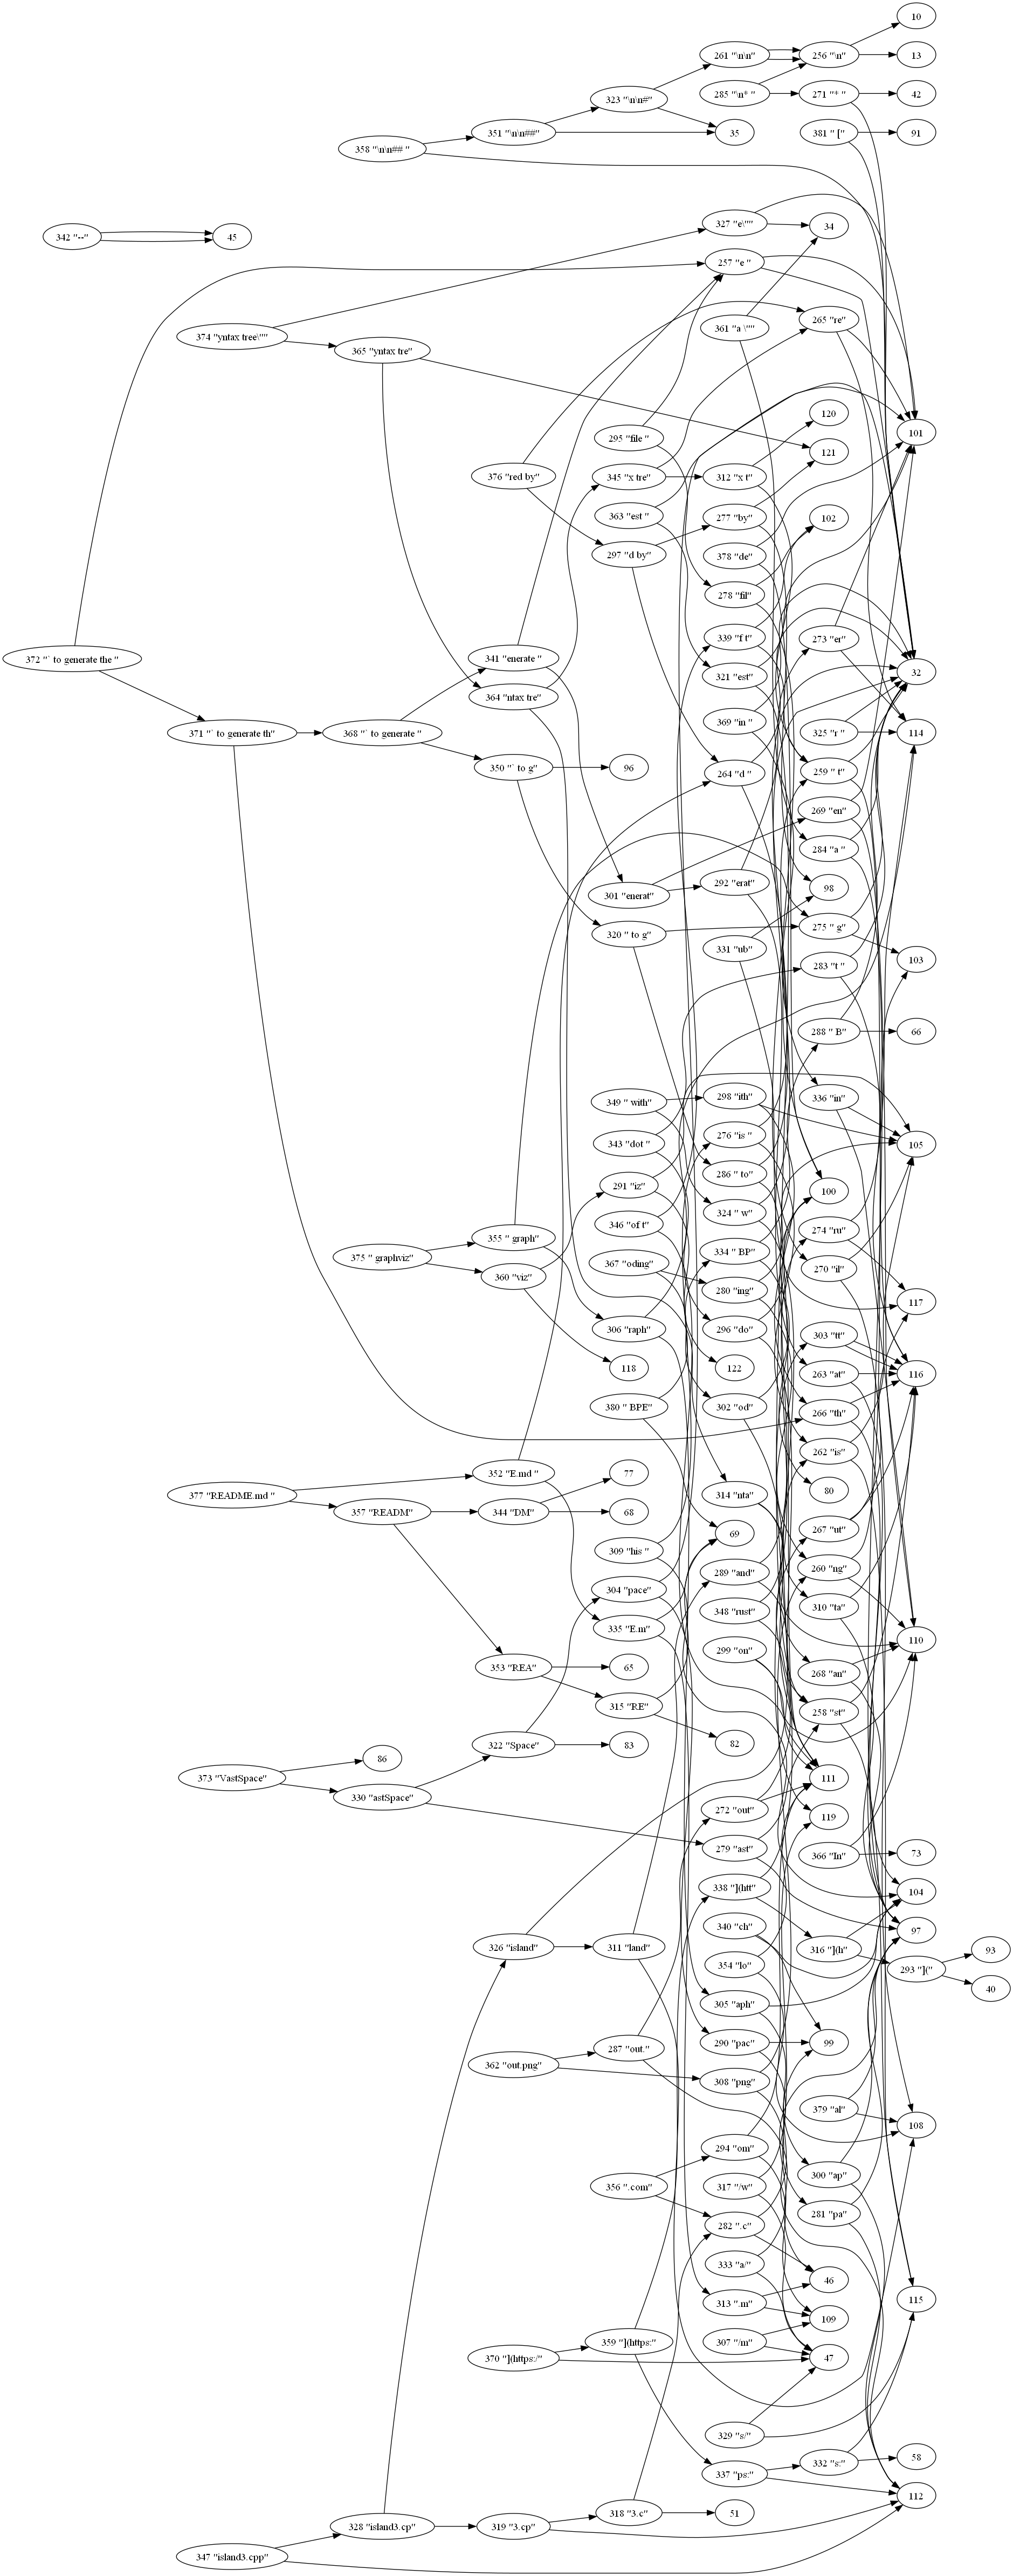 10
261 "\n\n"
256 "\n"
13
285 "\n* "
271 "* "
42
323 "\n\n#"
351 "\n\n##"
35
381 " ["
91
358 "\n\n## "
327 "e\""
34
342 "--"
45
257 "e "
265 "re"
361 "a \""
374 "yntax tree\""
365 "yntax tre"
120
101
295 "file "
121
376 "red by"
345 "x tre"
312 "x t"
363 "est "
277 "by"
102
297 "d by"
378 "de"
278 "fil"
339 "f t"
273 "er"
372 "` to generate the "
341 "enerate "
321 "est"
32
364 "ntax tre"
369 "in "
325 "r "
114
371 "` to generate th"
368 "` to generate "
350 "` to g"
96
264 "d "
259 " t"
269 "en"
284 "a "
301 "enerat"
292 "erat"
98
320 " to g"
275 " g"
331 "ub"
103
283 "t "
288 " B"
66
349 " with"
298 "ith"
336 "in"
343 "dot "
276 "is "
105
291 "iz"
286 " to"
100
324 " w"
346 "of t"
274 "ru"
355 " graph"
375 " graphviz"
334 " BP"
367 "oding"
270 "il"
360 "viz"
280 "ing"
117
306 "raph"
296 "do"
303 "tt"
118
122
263 "at"
116
380 " BPE"
302 "od"
266 "th"
262 "is"
352 "E.md "
77
377 "README.md "
314 "nta"
80
357 "READM"
344 "DM"
68
69
267 "ut"
309 "his "
289 "and"
260 "ng"
304 "pace"
348 "rust"
310 "ta"
335 "E.m"
299 "on"
110
353 "REA"
65
268 "an"
315 "RE"
258 "st"
322 "Space"
83
82
86
373 "VastSpace"
111
330 "astSpace"
272 "out"
119
279 "ast"
366 "In"
73
338 "](htt"
104
340 "ch"
97
326 "island"
311 "land"
316 "](h"
93
354 "lo"
293 "]("
40
305 "aph"
287 "out."
290 "pac"
99
362 "out.png"
308 "png"
379 "al"
108
294 "om"
300 "ap"
356 ".com"
317 "/w"
281 "pa"
282 ".c"
333 "a/"
46
313 ".m"
115
109
359 "](https:"
307 "/m"
370 "](https:/"
47
329 "s/"
332 "s:"
58
337 "ps:"
112
318 "3.c"
51
328 "island3.cp"
319 "3.cp"
347 "island3.cpp"